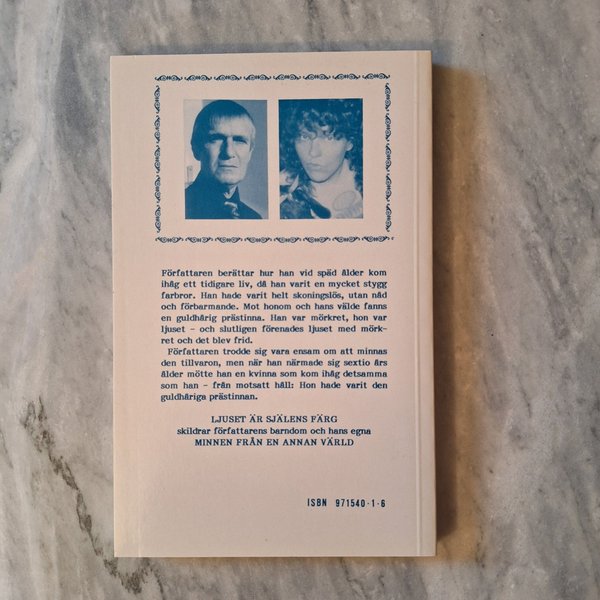 Författaren berättar hur han vid späd ålder kom
ihåg ett tidigare liv, då han varit en mycket stygg
farbror. Han hade varit helt skoningslös, utan nåd
och förbarmande. Mot honom och hans välde fanns
en guldhårig prästinna. Han var mörkret, hon var
ljuset - och slutligen förenades ljuset med mörk-
ret och det blev frid.
Författaren trodde sig vara ensam om att minnas
den tillvaron, men när han närmade sig sextio års
ålder mötte han en kvinna som kom ihåg detsamma
som han - från motsatt håll: Hon hade varit den
guldhåriga prästinnan.
LJUSET ÄR SJÄLENS FÄRG
skildrar författarens barndom och hans egna
MINNEN FRÅN EN ANNAN VÄRLD
ISBN 971540-1-6